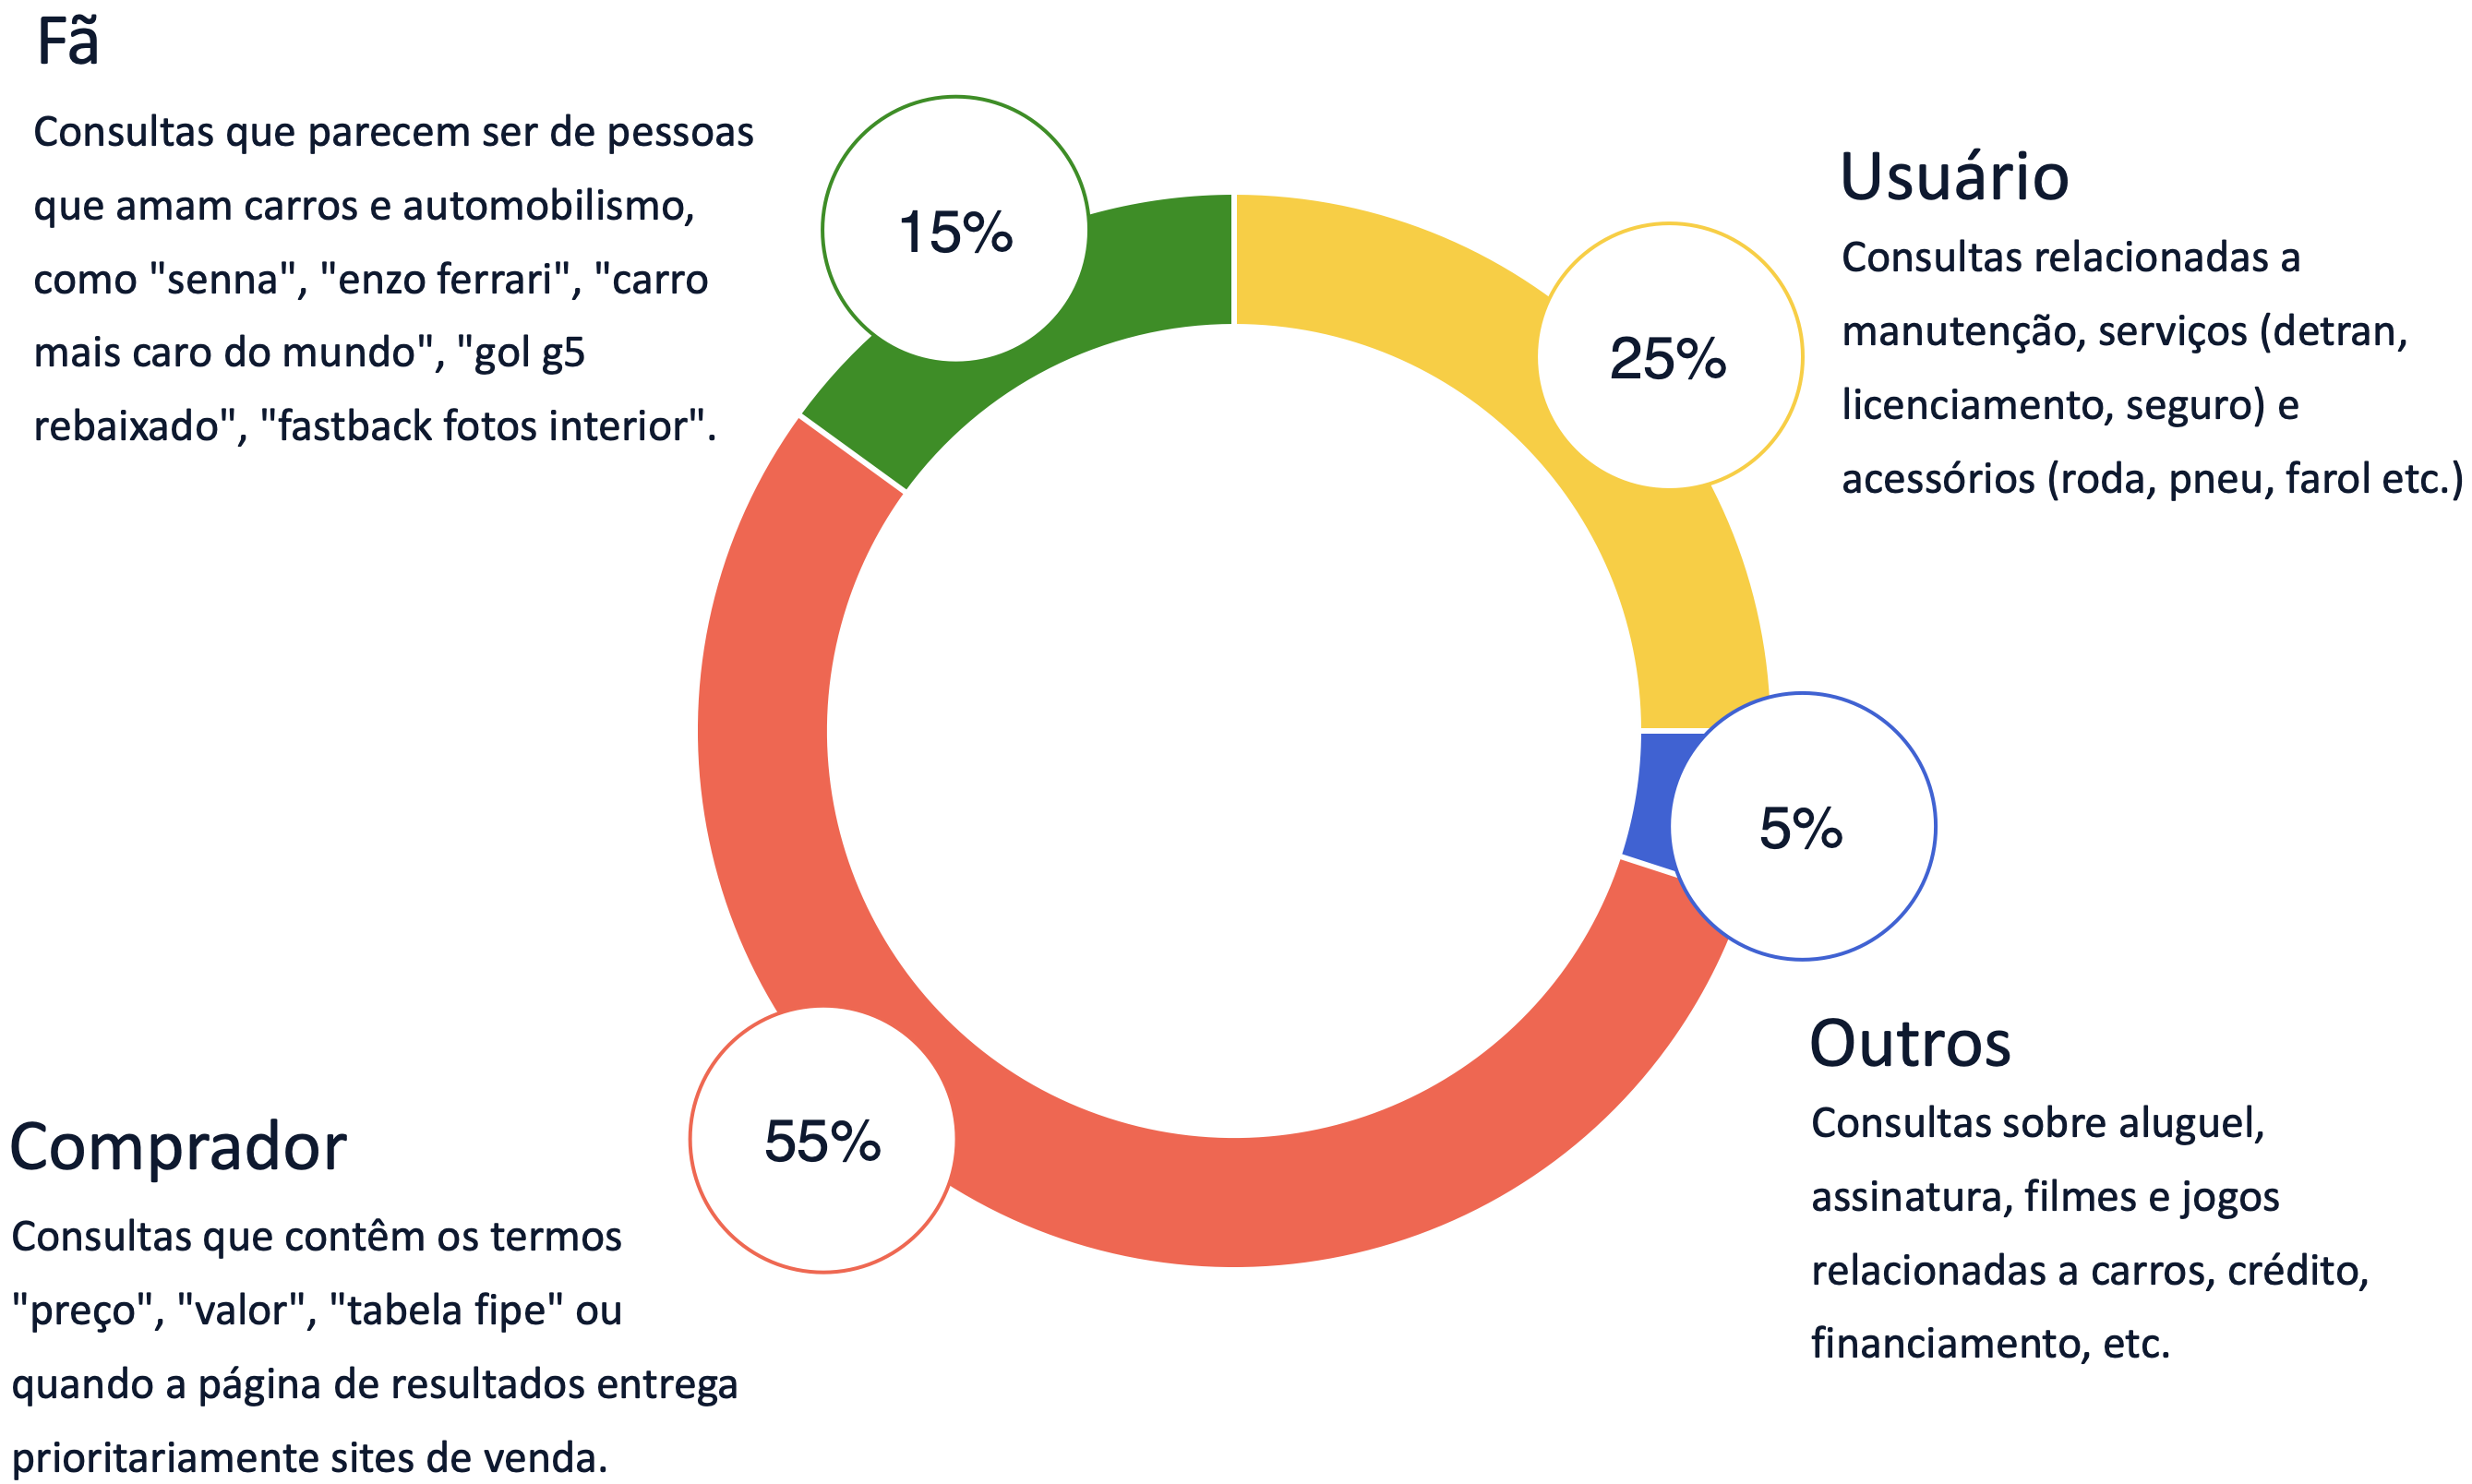 Fã
Consultas que parecem ser de pessoas
que amam carros e automobilismo,
como "senna", "enzo ferrari", "carro
mais caro do mundo", "gol g5
rebaixado", "fastback fotos interior".
15%
Usuário
Consultas relacionadas a
manutenção, serviços (detran,
licenciamento, seguro) e
acessórios (roda, pneu, farol etc.)
25%
5%
Outros
Consultas sobre aluguel,
assinatura, filmes e jogos
relacionadas a carros, crédito,
financiamento, etc.
55%
Comprador
Consultas que contêm os termos
"preço", "valor", "tabela fipe" ou
quando a página de resultados entrega
prioritariamente sites de venda.